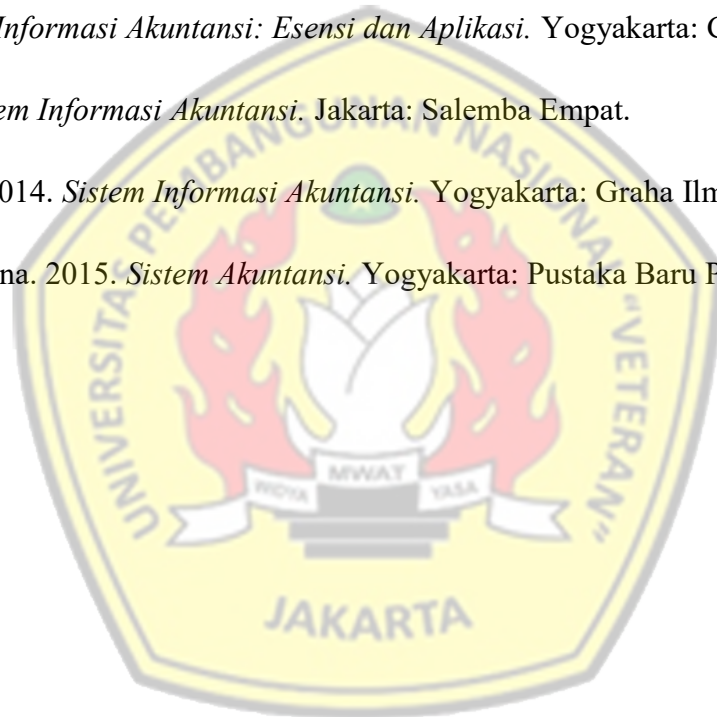 Informasi Akuntansi: Esensi dan Aplikasi. Yogyakarta:
em Informasi Akuntansi. Jakarta: Salemba Empat.
014. Sistem Informasi Akuntansi. Yogyakarta: Graha Ilm
na. 2015. Sistem Akuntansi. Yogyakarta: Pustaka Baru P
UNIVERSITAS PEMBANGUNAN NASIONAL "VETERAN"
WIDYA MWAT YASA
JAKARTA